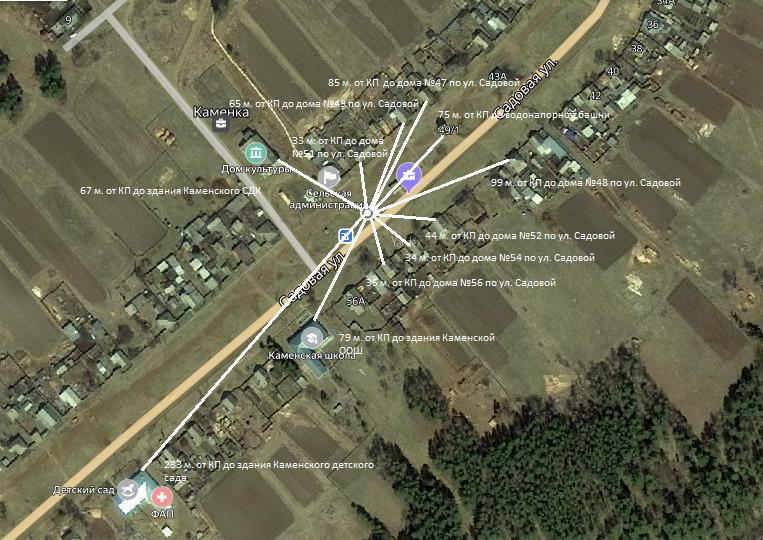 9
34А
36
38
40
42
43А
Садовая ул.
85 м. от КП до дома №47 по ул. Садовой
65 м. от КП до дома №49 по ул. Садовой
Каменка
75 м. от КП до водонапорной башни
49/1
33 м. от КП до дома
№51 по ул. Садовой
Дом культуры
Сельская
администрация
67 м. от КП до здания Каменского СДК
99 м. от КП до дома №48 по ул. Садовой
44 м. от КП до дома №52 по ул. Садовой
34 м. от КП до дома №54 по ул. Садовой
Садовая ул.
35 м. от КП до дома №56 по ул. Садовой
56А
79 м. от КП до здания Каменской
ООШ
Каменская школа
233 м. от КП до здания Каменского детского
сада
Детский сад
ФАП